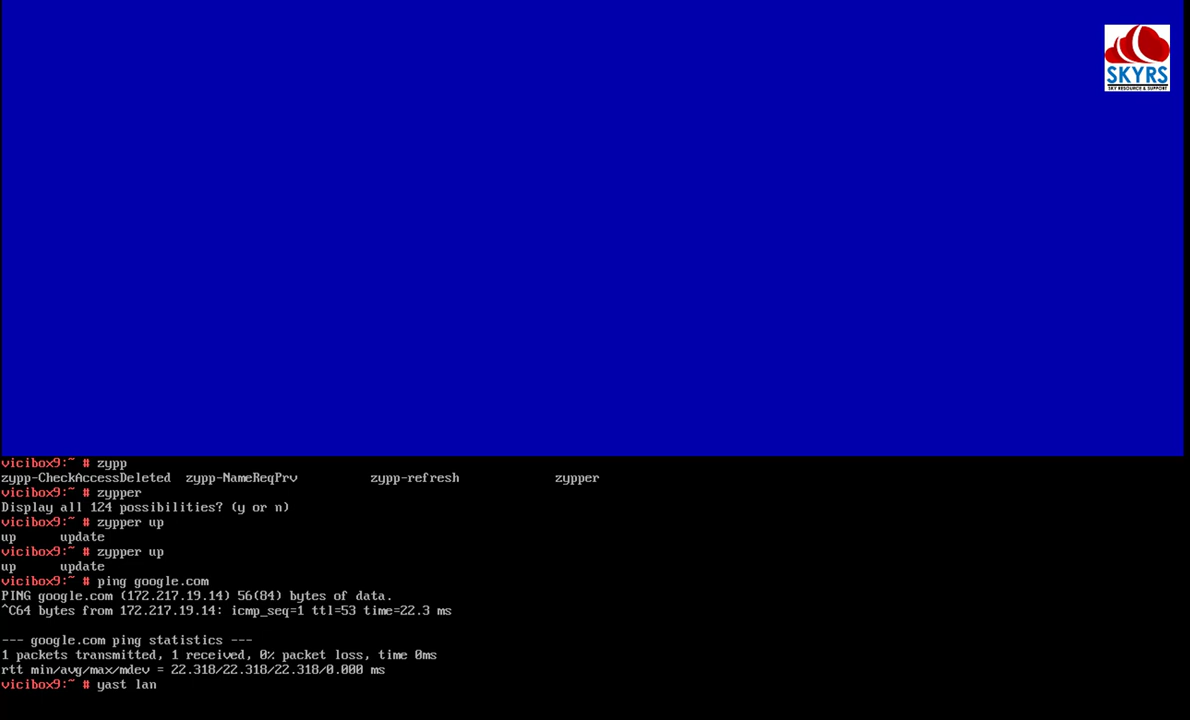 SKYRS
SKY RESOURCE & SUPPORT
vicibox9:~ # zypp
zypp-CheckAccessDeleted  zypp-NameReqPrv          zypp-refresh             zypper
vicibox9:~ # zypper
Display all 124 possibilities? (y or n)
vicibox9:~ # zypper up
up      update
vicibox9:~ # zypper up
up      update
vicibox9:~ # ping google.com
PING google.com (172.217.19.14) 56(84) bytes of data.
^C64 bytes from 172.217.19.14: icmp_seq=1 ttl=53 time=22.3 ms
--- google.com ping statistics ---
1 packets transmitted, 1 received, 0% packet loss, time 0ms
rtt min/avg/max/mdev = 22.318/22.318/22.318/0.000 ms
vicibox9:~ # yast lan